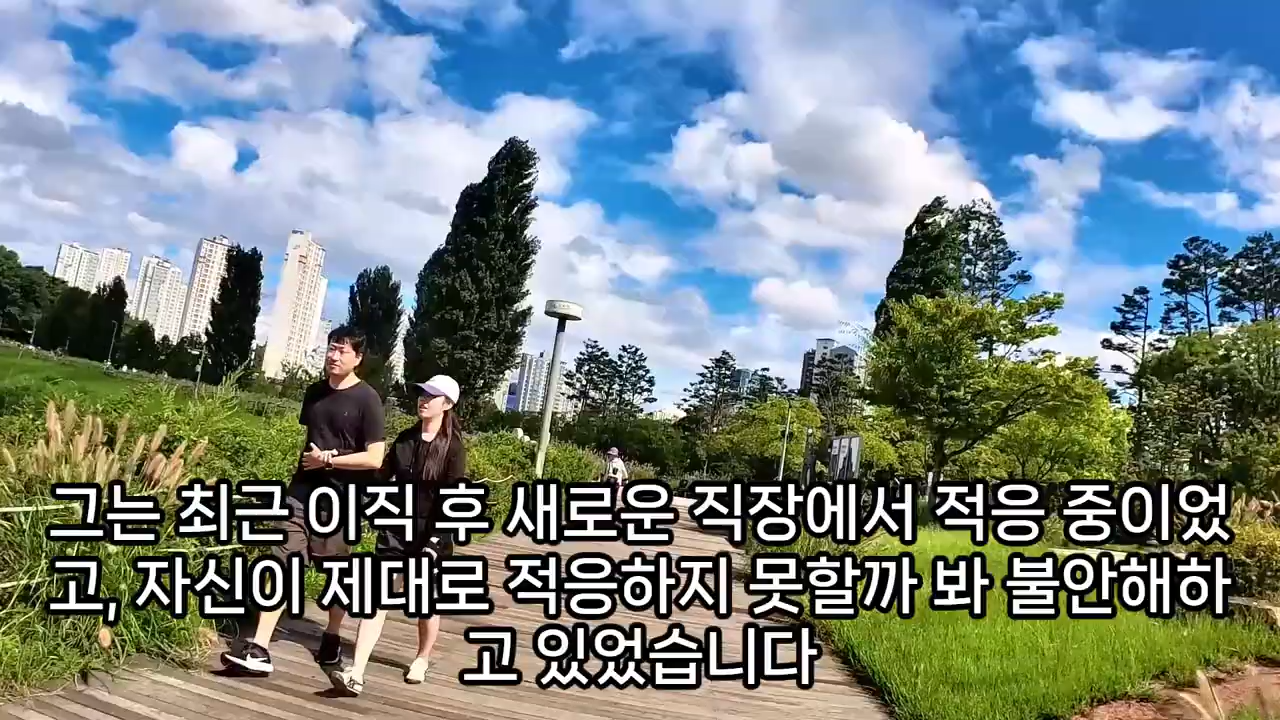 그는 최근 이직 후 새로운 직장에서 적응 중이었
고, 자신이 제대로 적응하지 못할까 봐 불안해하
고 있었습니다